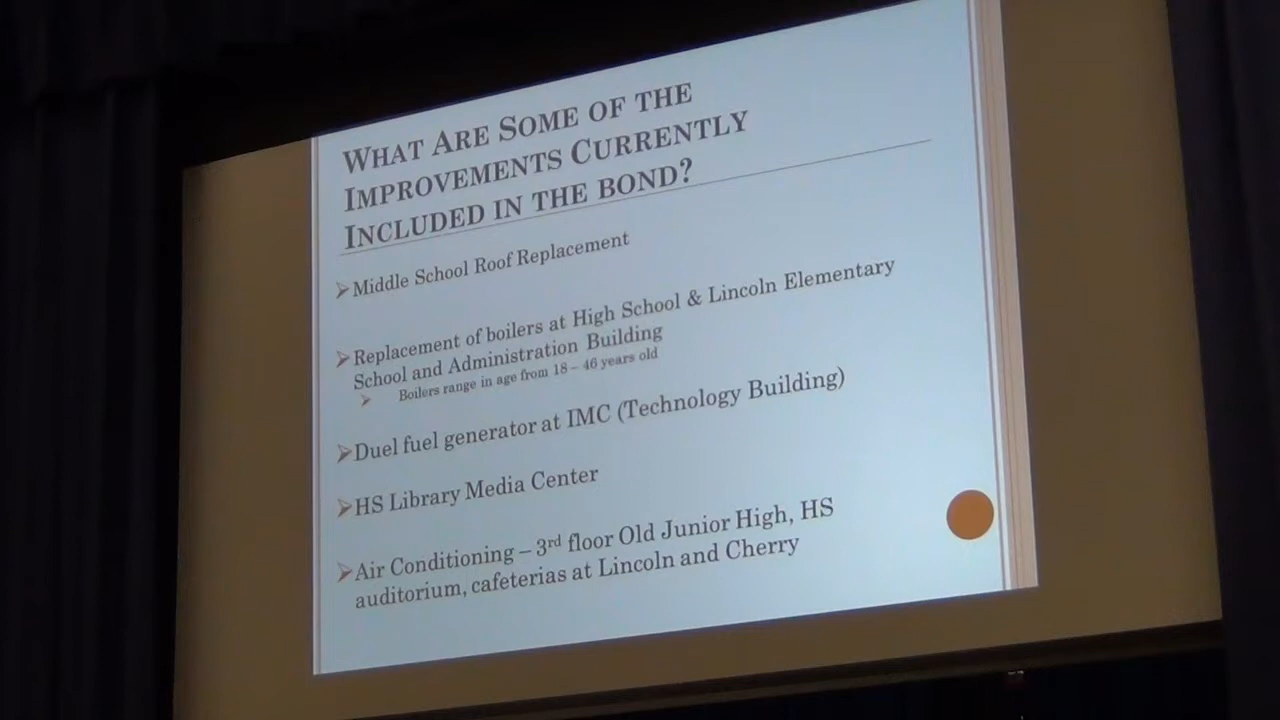 WHAT ARE SOME OF THE
IMPROVEMENTS CURRENTLY
INCLUDED IN THE BOND?
Middle School Roof Replacement
Replacement of boilers at High School & Lincoln Elementary
School and Administration Building
Boilers range in age from 18 – 46 years old
Duel fuel generator at IMC (Technology Building)
HS Library Media Center
Air Conditioning – 3rd floor Old Junior High, HS
auditorium, cafeterias at Lincoln and Cherry